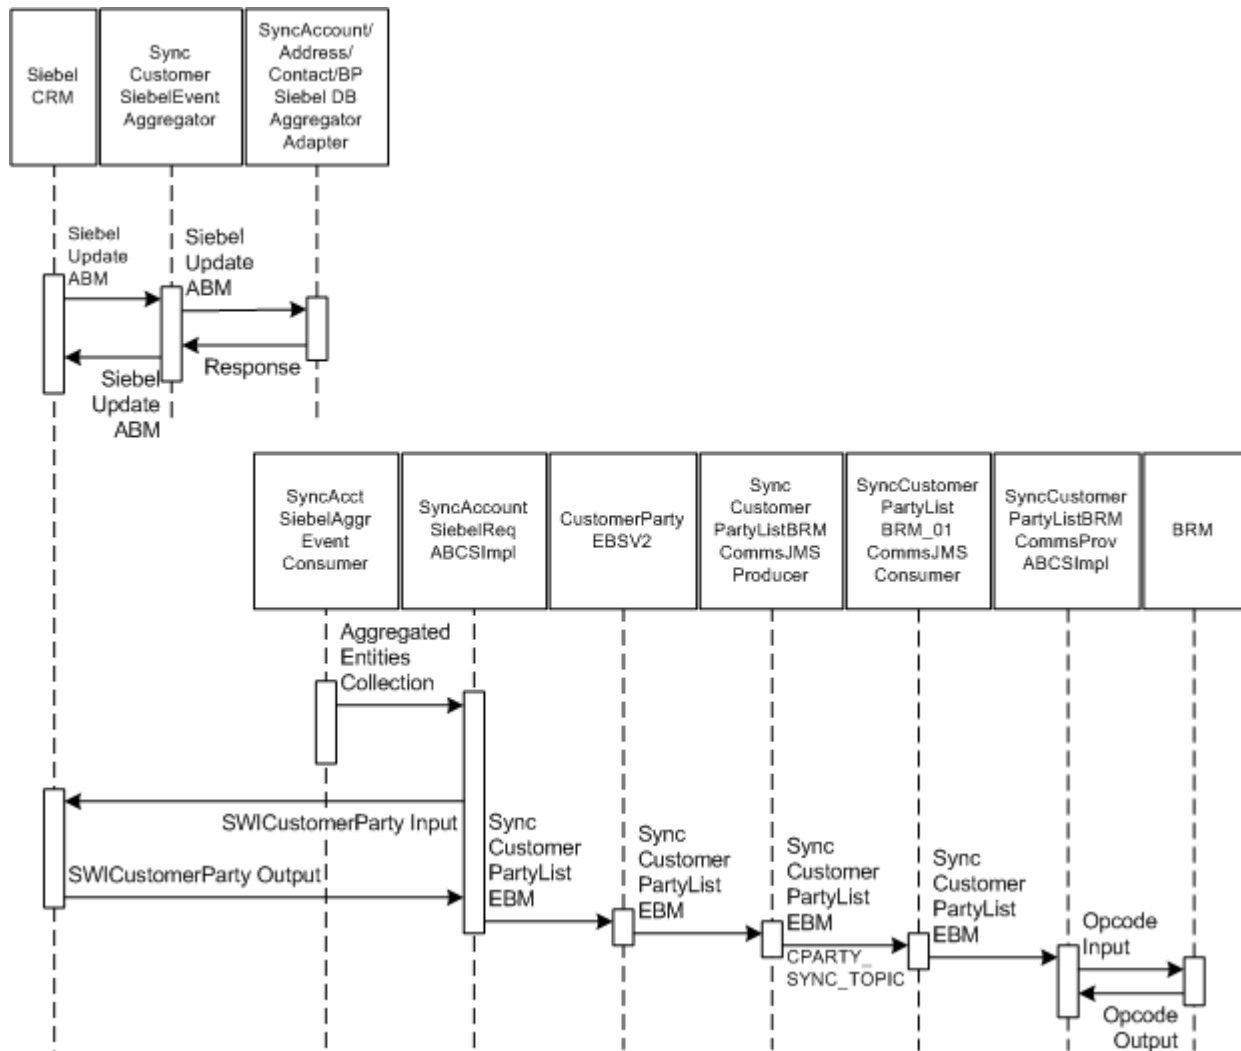 Siebel
CRM
Sync
Customer
SiebelEvent
Aggregator
SyncAccount/
Address/
Contact/BP
Siebel DB
Aggregator
Adapter
Siebel
Update
ABM
Siebel
Update
ABM
Response
Siebel
Update
ABM
SyncAcct
SiebelAggr
Event
Consumer
SyncAccount
SiebelReq
ABCSImpl
CustomerParty
EBSV2
Sync
Customer
PartyListBRM
CommsJMS
Producer
SyncCustomer
PartyList
BRM_01
CommsJMS
Consumer
SyncCustomer
PartyListBRM
CommsProv
ABCSImpl
BRM
Aggregated
Entities
Collection
SWICustomerParty Input
SWICustomerParty Output
Sync
Customer
PartyList
EBM
Sync
Customer
PartyList
EBM
Sync
Customer
PartyList
EBM
CPARTY_
SYNC_TOPIC
Sync
Customer
PartyList
EBM
Opcode
Input
Opcode
Output